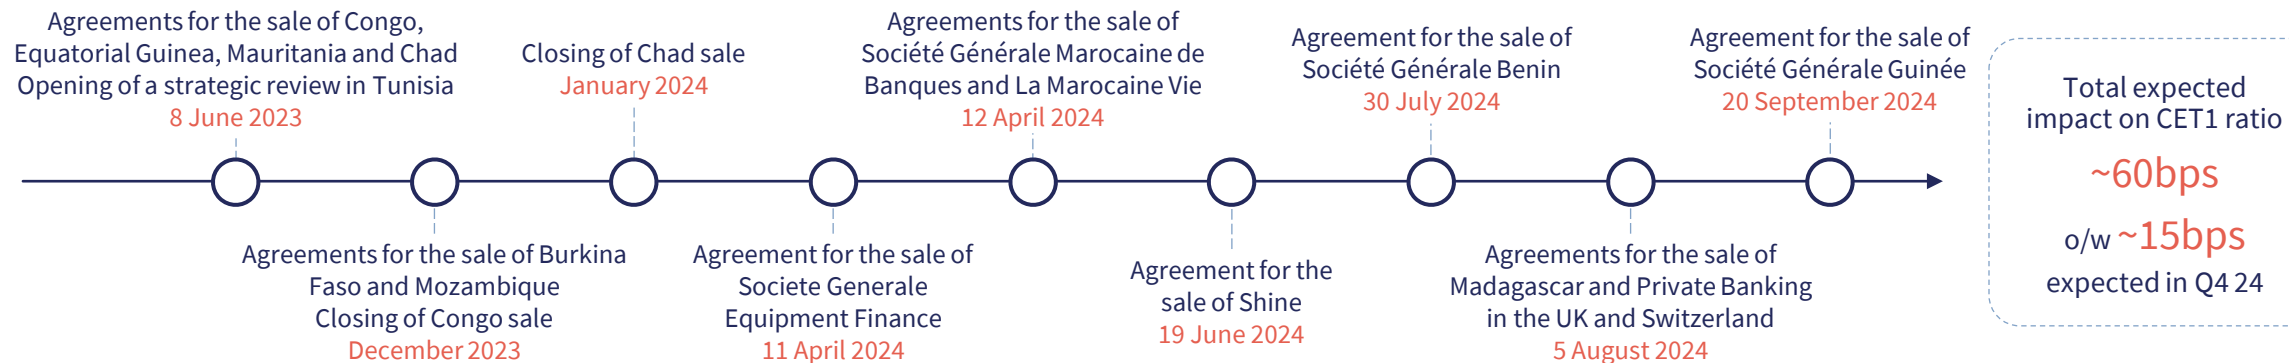 Agreements for the sale of Congo,
Equatorial Guinea, Mauritania and Chad
Opening of a strategic review in Tunisia
8 June 2023
Agreements for the sale of Burkina
Faso and Mozambique
Closing of Congo sale
December 2023
Closing of Chad sale
January 2024
Agreement for the sale of
Societe Generale
Equipment Finance
11 April 2024
Agreements for the sale of
Société Générale Marocaine de
Banques and La Marocaine Vie
12 April 2024
Agreement for the
sale of Shine
19 June 2024
Agreement for the sale of
Société Générale Benin
30 July 2024
Agreements for the sale of
Madagascar and Private Banking
in the UK and Switzerland
5 August 2024
Agreement for the sale of
Société Générale Guinée
20 September 2024
Total expected
impact on CET1 ratio
~60bps
o/w ~15bps
expected in Q4 24